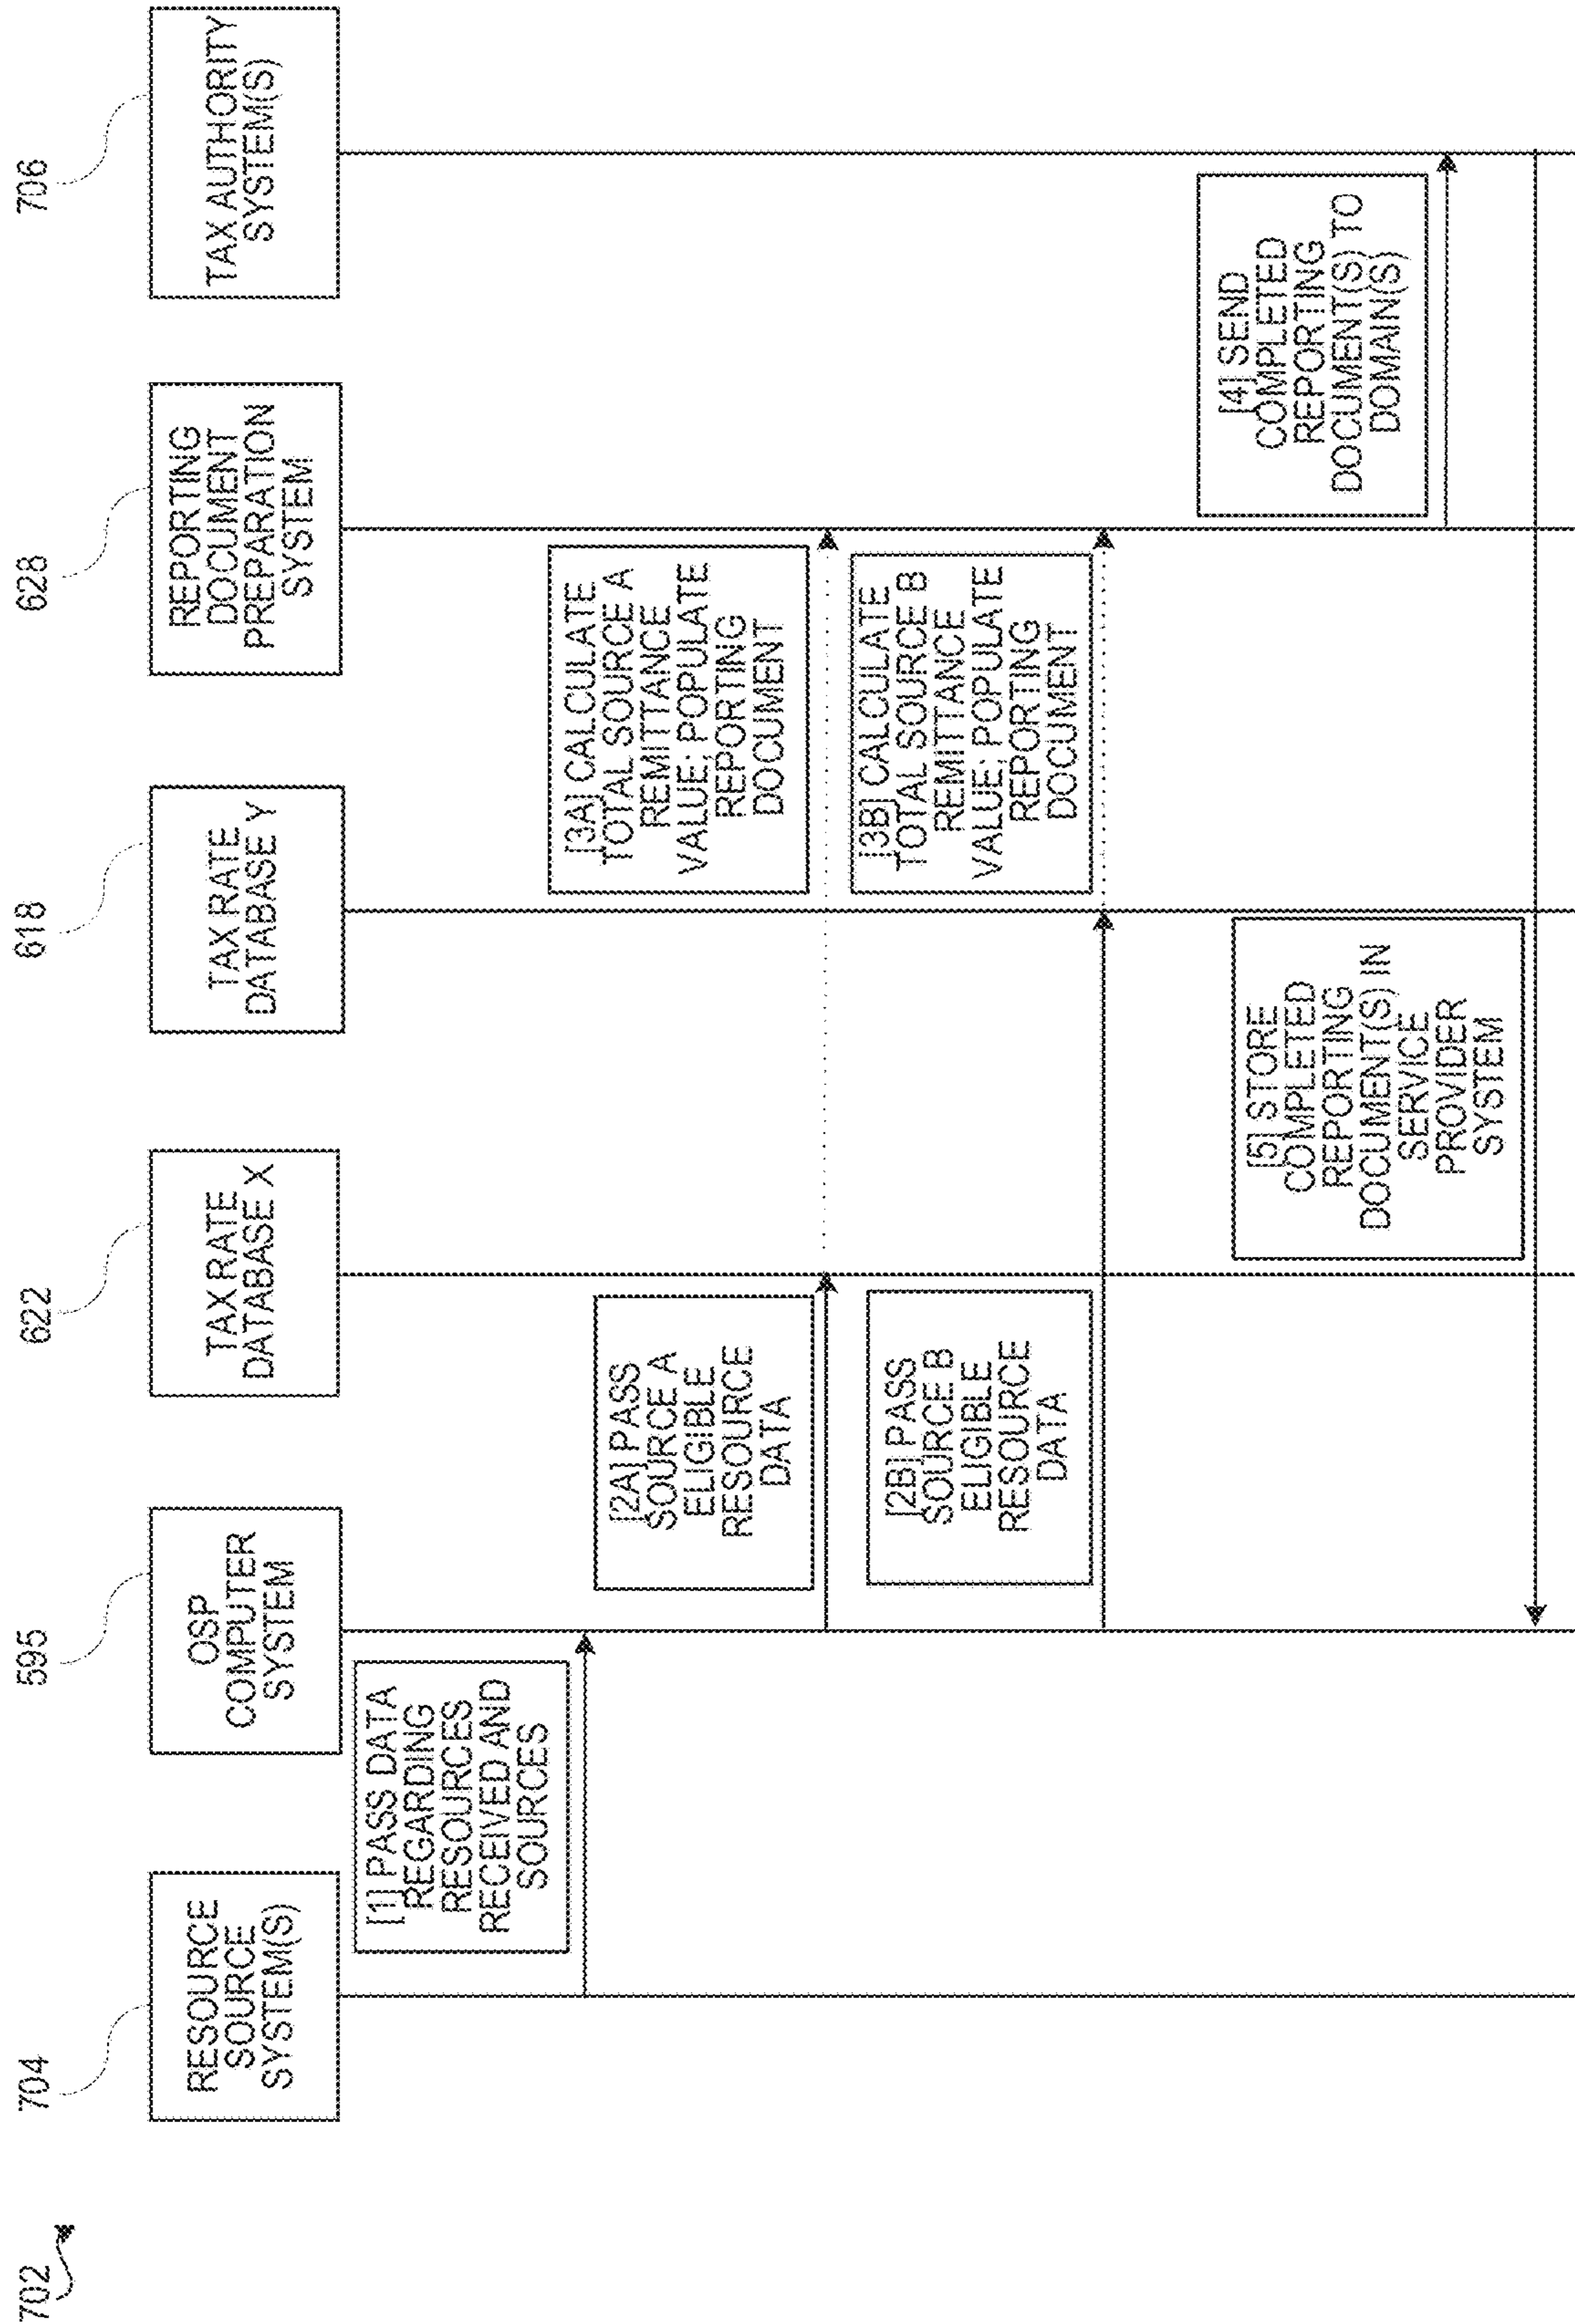 702
704
RESOURCE
SOURCE
SYSTEM(S)
595
OSP
COMPUTER
SYSTEM
622
TAX RATE
DATABASE X
618
TAX RATE
DATABASE Y
628
REPORTING
DOCUMENT
PREPARATION
SYSTEM
706
TAX AUTHORITY
SYSTEM(S)
[1] PASS DATA
REGARDING
RESOURCES
RECEIVED AND
SOURCES
[2A] PASS
SOURCE A
ELIGIBLE
RESOURCE
DATA
[3A] CALCULATE
TOTAL SOURCE A
REMITTANCE
VALUE; POPULATE
REPORTING
DOCUMENT
[2B] PASS
SOURCE B
ELIGIBLE
RESOURCE
DATA
[3B] CALCULATE
TOTAL SOURCE B
REMITTANCE
VALUE; POPULATE
REPORTING
DOCUMENT
[4] SEND
COMPLETED
REPORTING
DOCUMENT(S) TO
DOMAIN(S)
[5] STORE
COMPLETED
REPORTING
DOCUMENT(S) IN
SERVICE
PROVIDER
SYSTEM